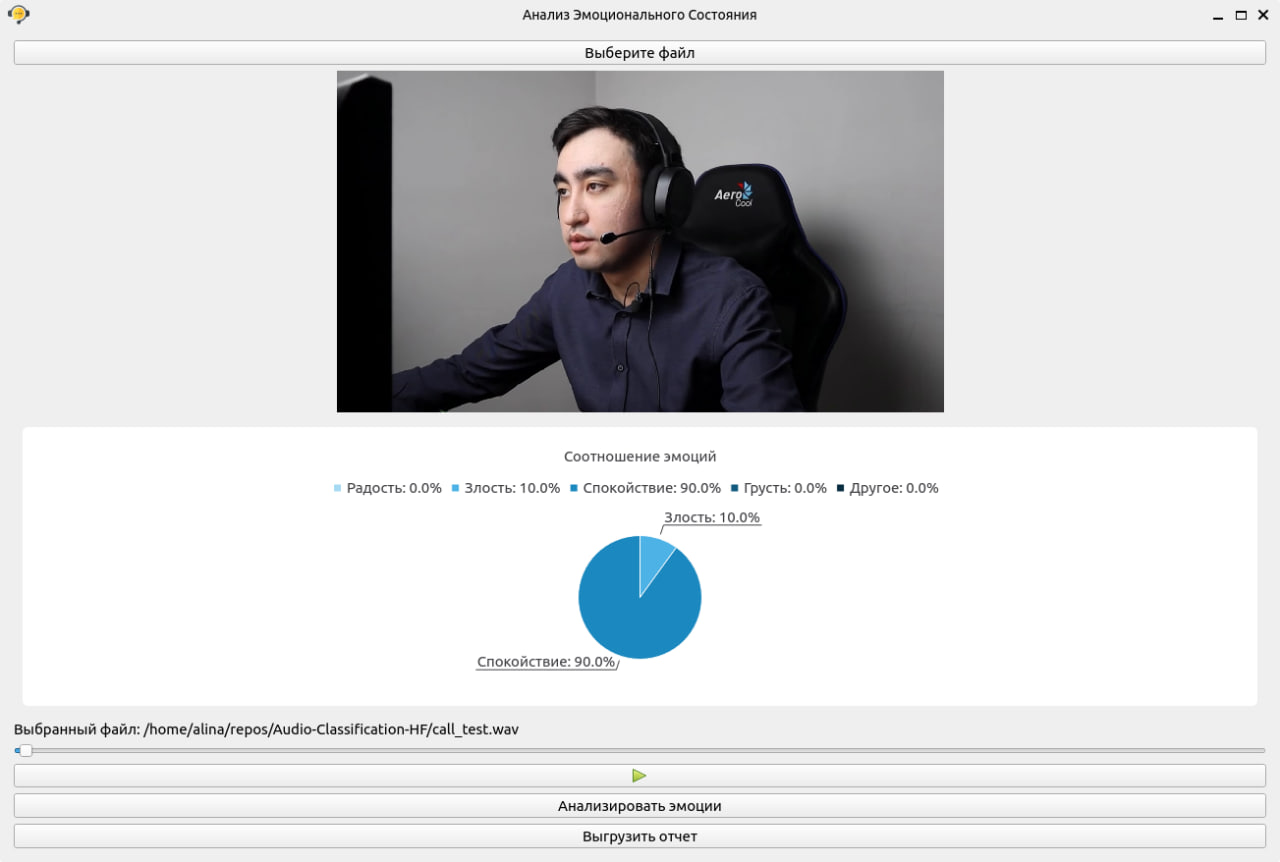 Анализ Эмоционального Состояния
Выберите файл
Aero
Cool
Соотношение эмоций
Радость: 0.0% Злость: 10.0% Спокойствие: 90.0% Грусть: 0.0% Другое: 0.0%
Злость: 10.0%
Спокойствие: 90.0%
Выбранный файл: /home/alina/repos/Audio-Classification-HF/call_test.wav
Анализировать эмоции
Выгрузить отчет